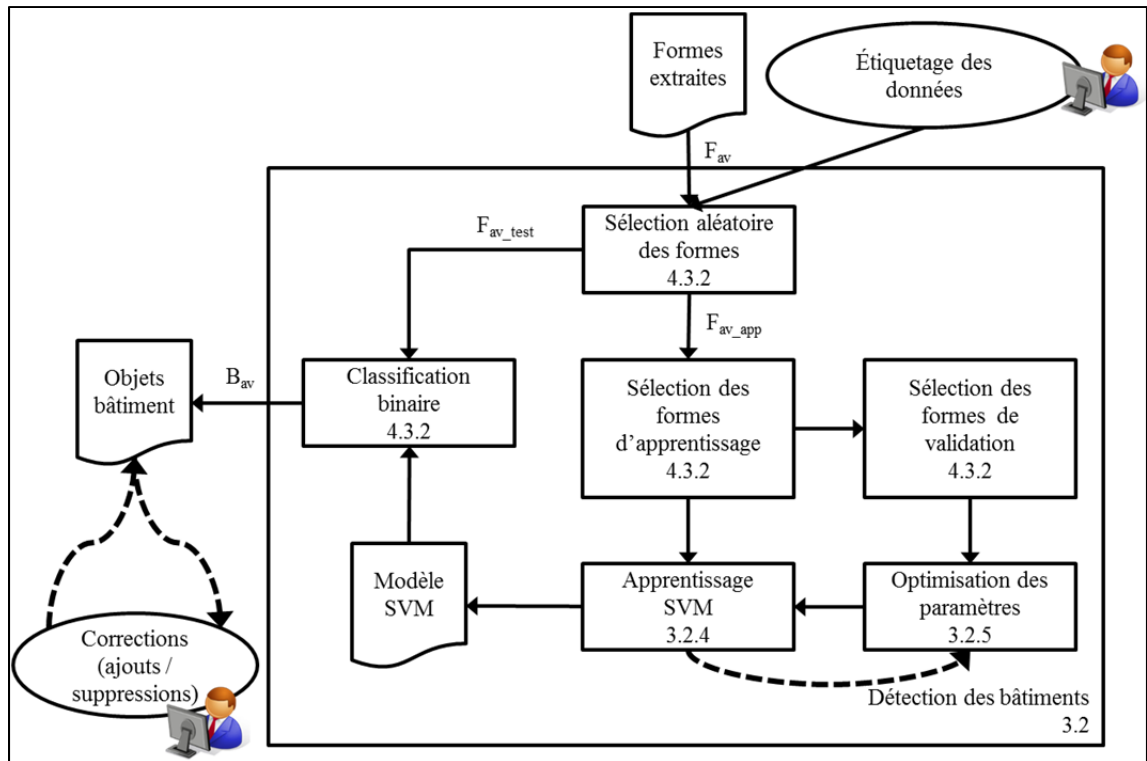 Formes
extraites
Étiquetage des
données
F_av
Sélection aléatoire
des formes
4.3.2
F_av_test
F_av_app
Objets
bâtiment
B_av
Classification
binaire
4.3.2
Sélection des
formes
d’apprentissage
4.3.2
Sélection des
formes de
validation
4.3.2
Modèle
SVM
Apprentissage
SVM
3.2.4
Optimisation des
paramètres
3.2.5
Corrections
(ajouts /
suppressions)
Détection des bâtiments
3.2